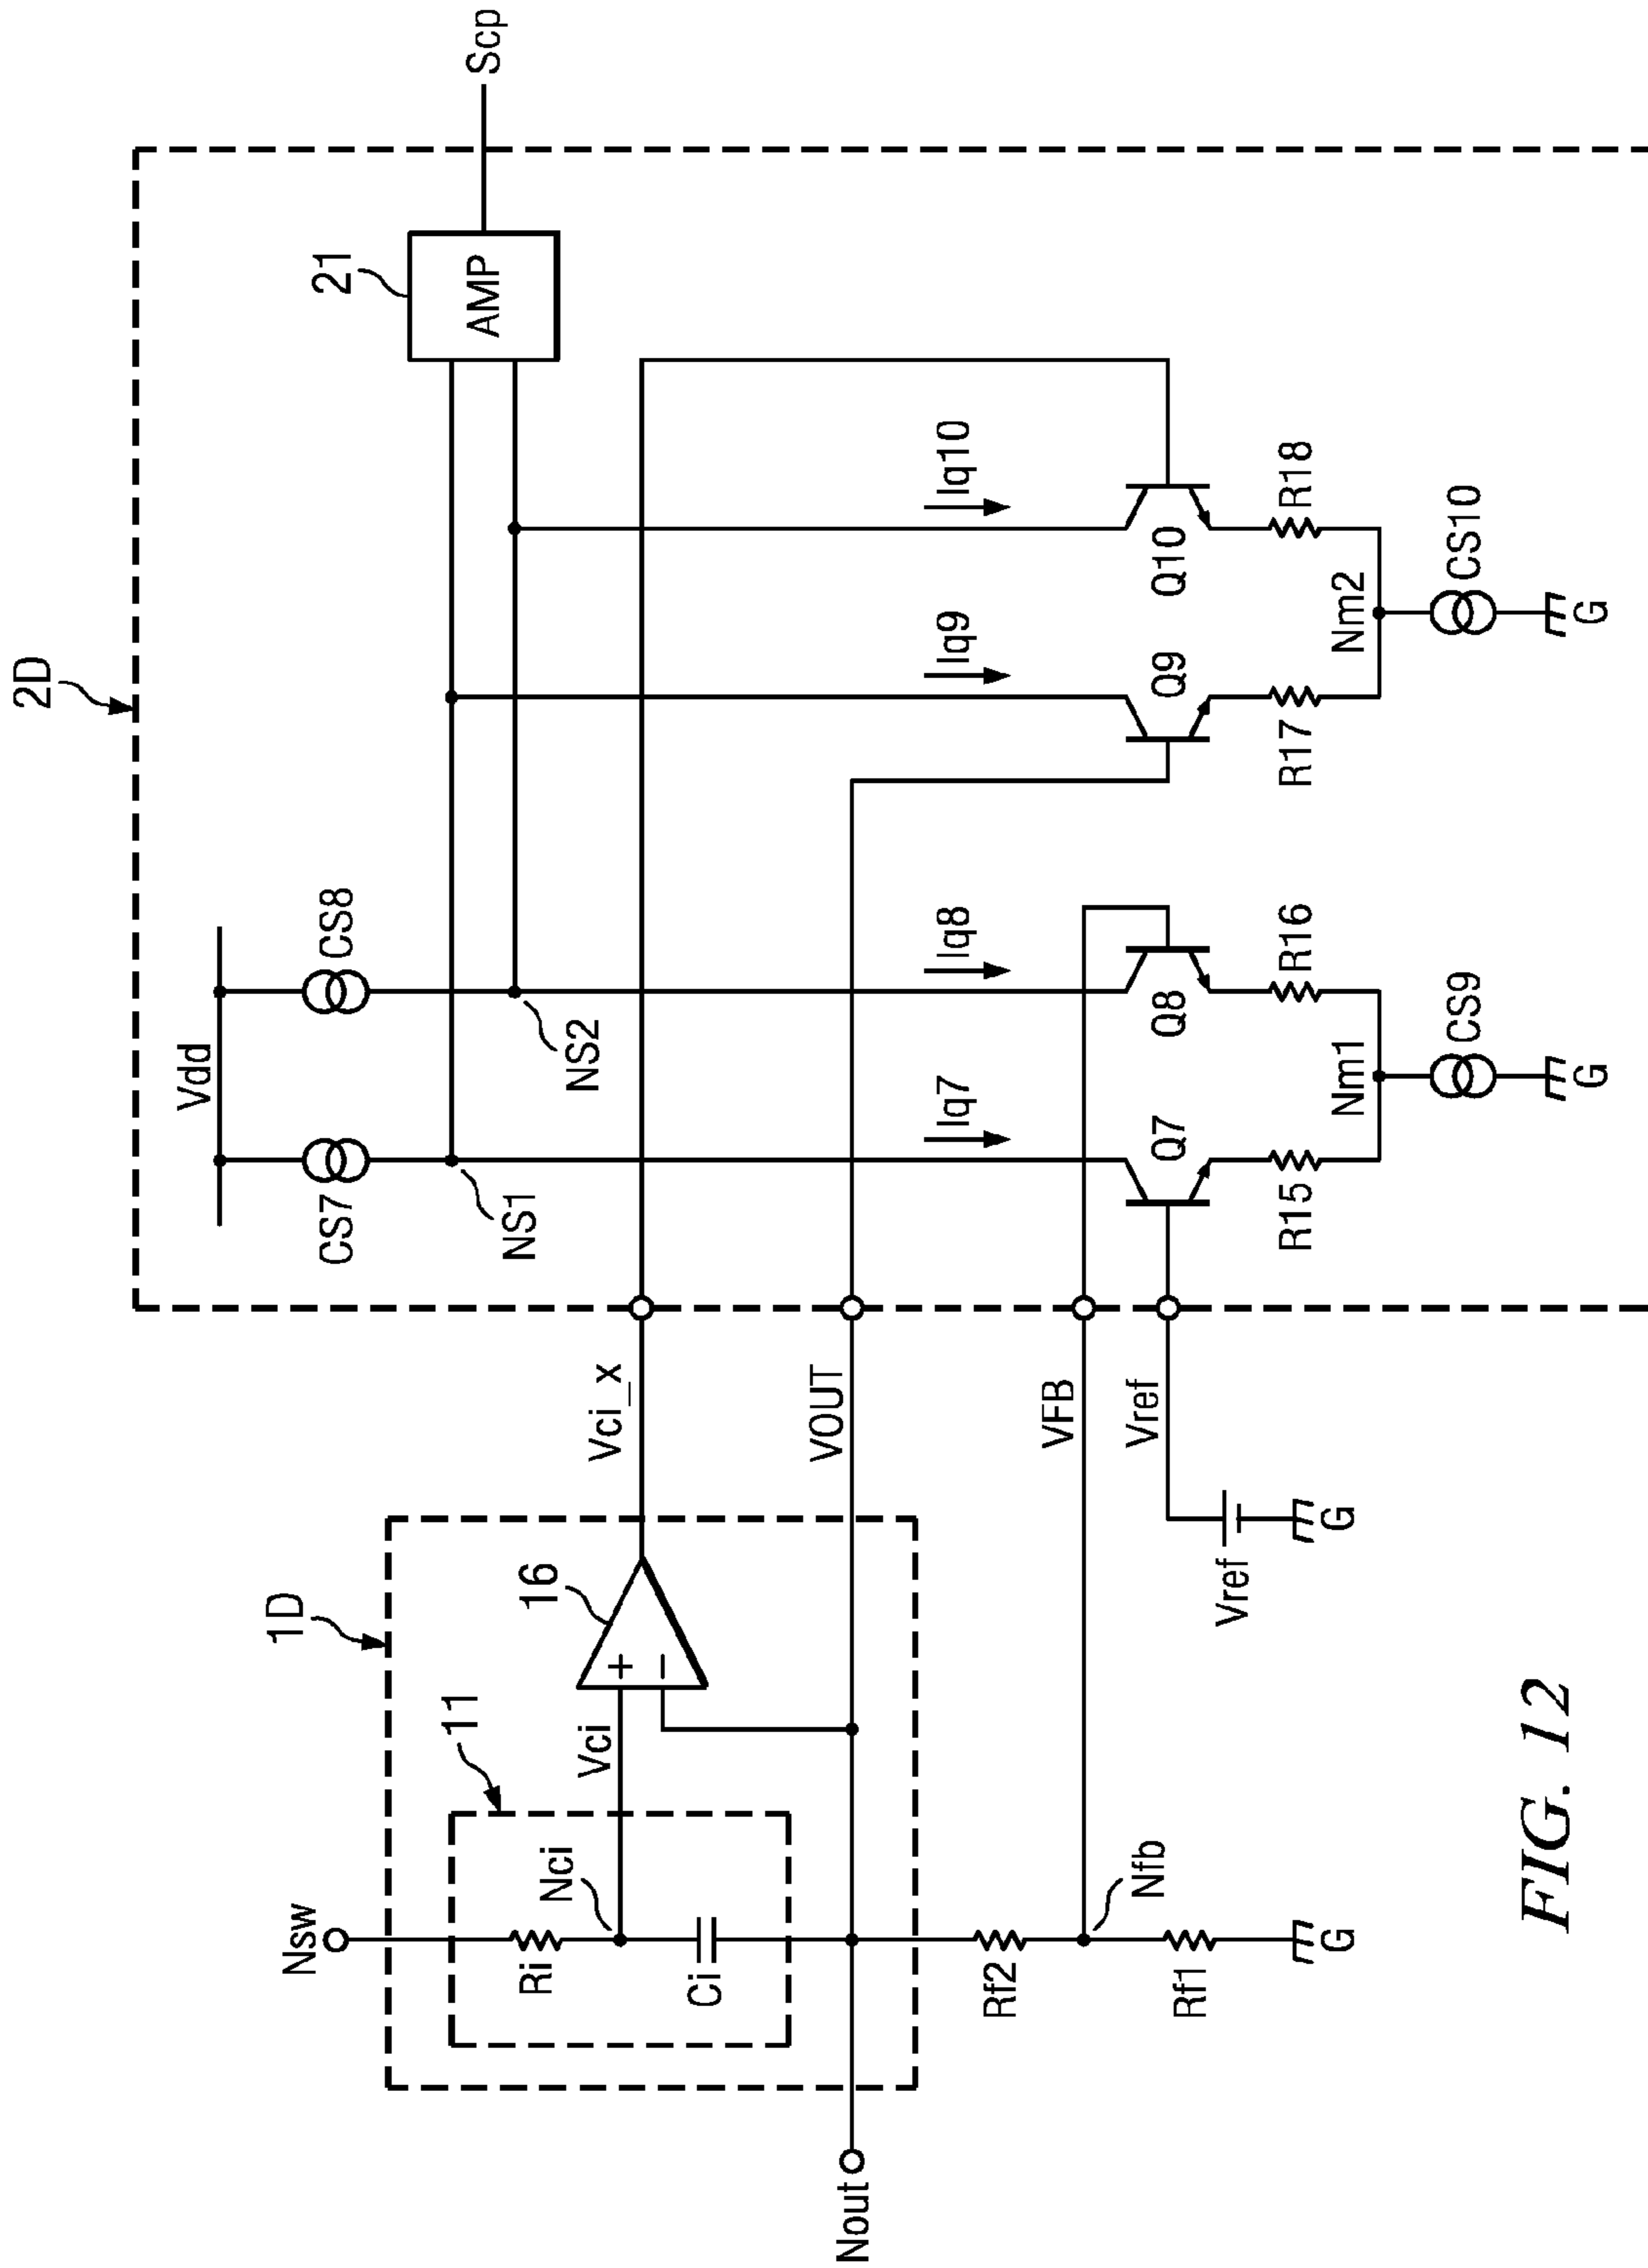 2D
Vdd
CS7
CS8
NS1
NS2
21
AMP
Scp
1D
11
Nsw
Ri
Nci
Ci
Vci
16
+
−
Vci_x
VOUT
VFB
Vref
Nout
Rf2
Nfb
Rf1
G
Vref
G
Iq7
Iq8
Iq9
Iq10
Q7
Q8
Q9
Q10
R15
R16
R17
R18
Nm1
Nm2
CS9
CS10
G
G
FIG. 12